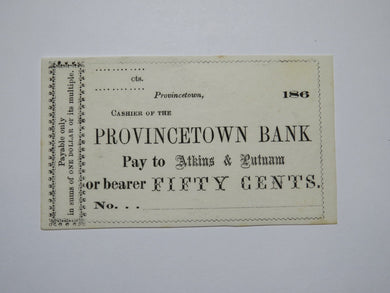 Payable only
in sums of ONE DOLLAR or its multiple.
cts.
Provincetown, 186
CASHIER OF THE
PROVINCETOWN BANK
Pay to Atkins & Putnam
or bearer FIFTY CENTS.
No. . .